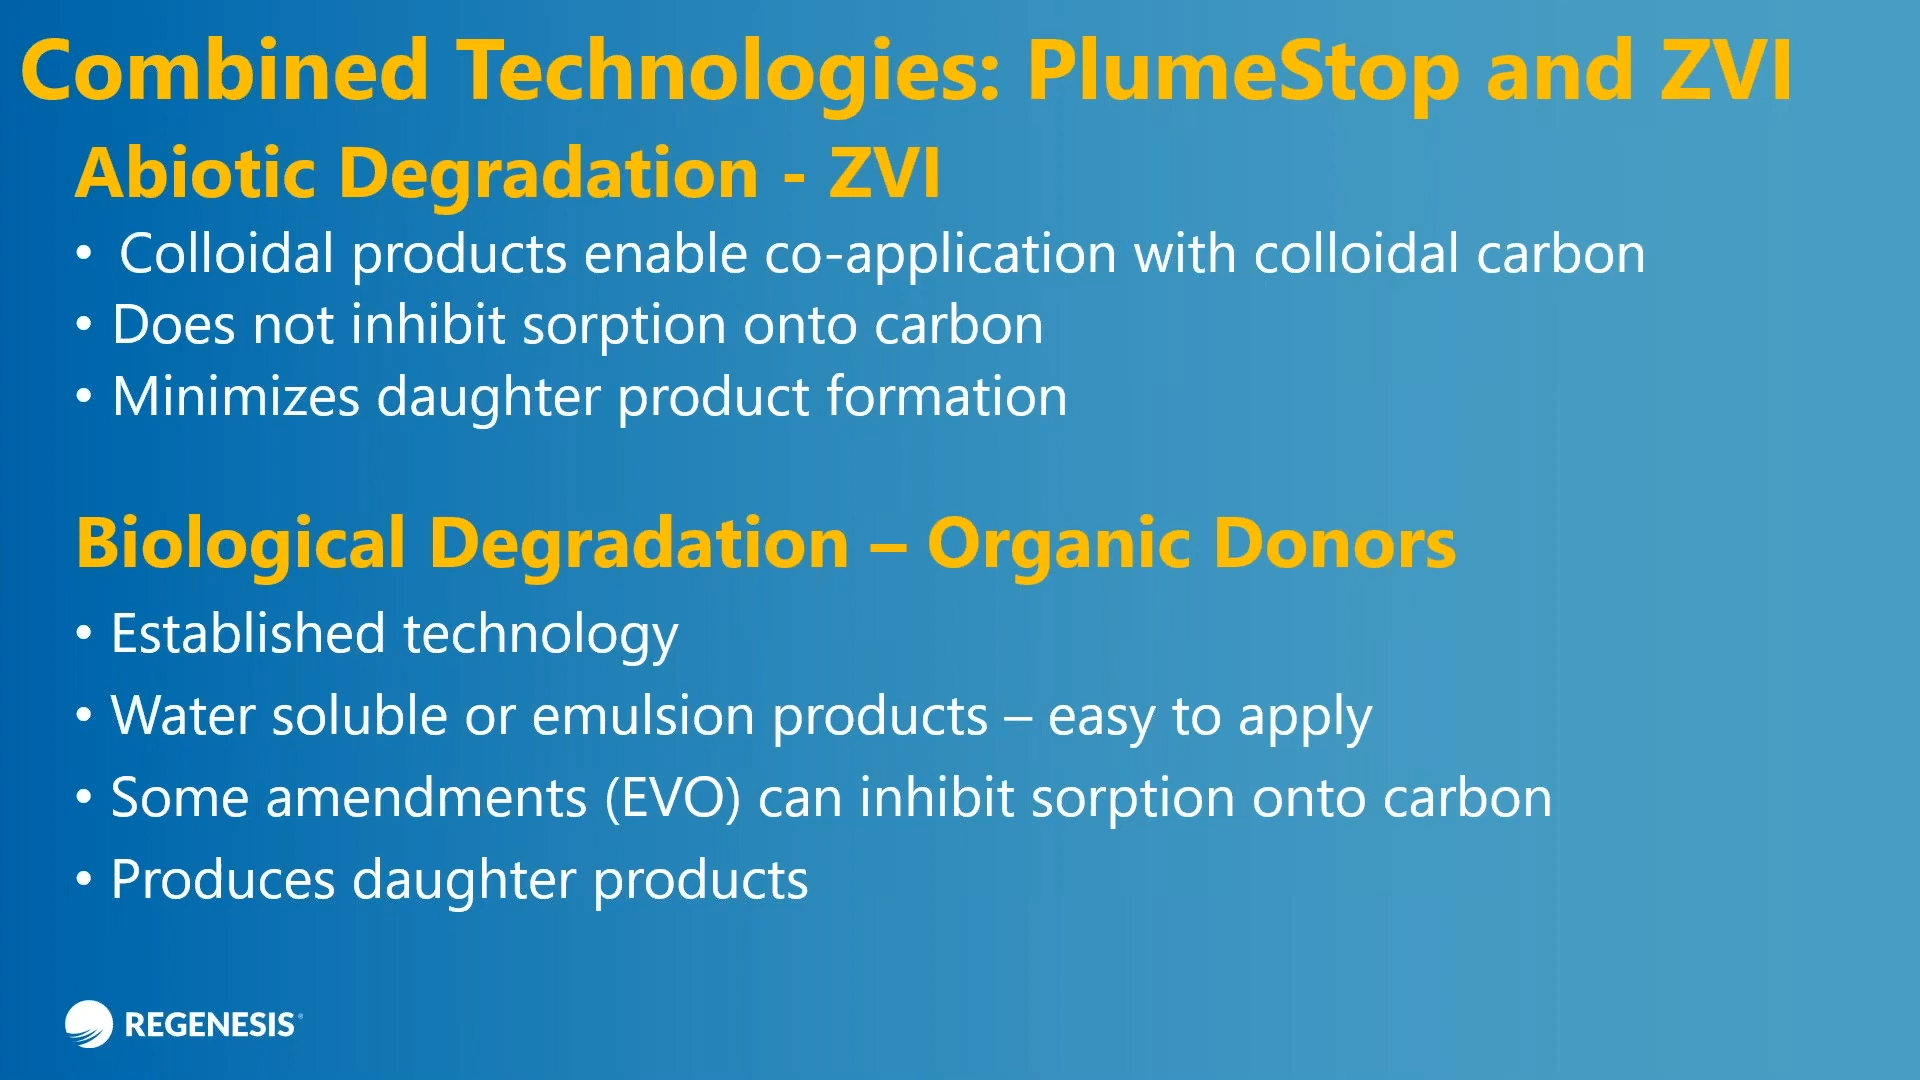 Combined Technologies: PlumeStop and ZVI
Abiotic Degradation - ZVI
• Colloidal products enable co-application with colloidal carbon
• Does not inhibit sorption onto carbon
• Minimizes daughter product formation
Biological Degradation – Organic Donors
• Established technology
• Water soluble or emulsion products – easy to apply
• Some amendments (EVO) can inhibit sorption onto carbon
• Produces daughter products
REGENESIS®